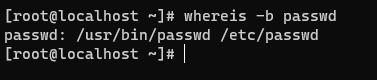 [root@localhost ~]# whereis -b passwd
passwd: /usr/bin/passwd /etc/passwd
[root@localhost ~]#